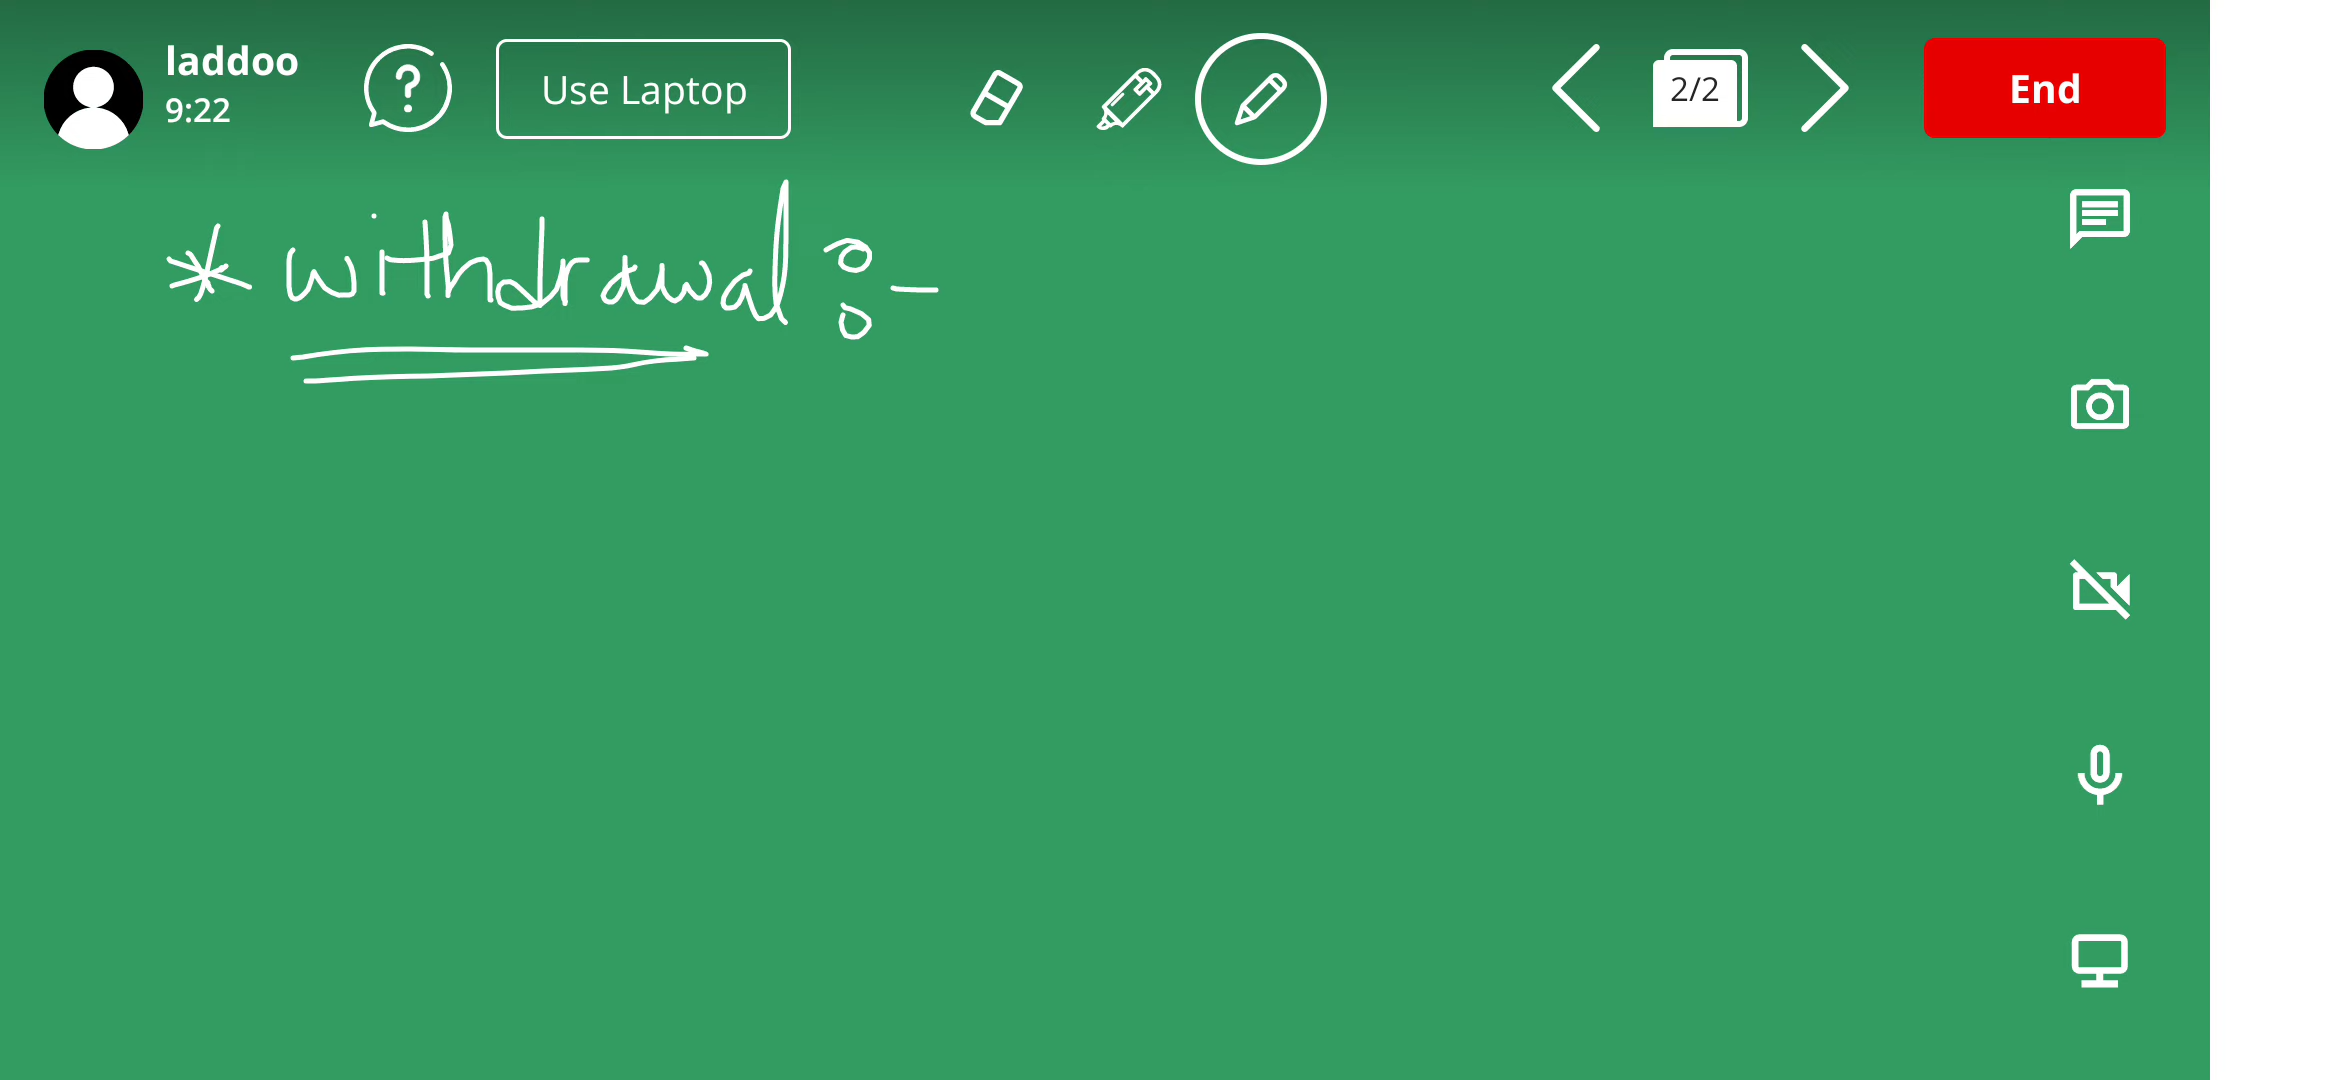 laddoo
9:22
Use Laptop
2/2
End
* withdrawal :-